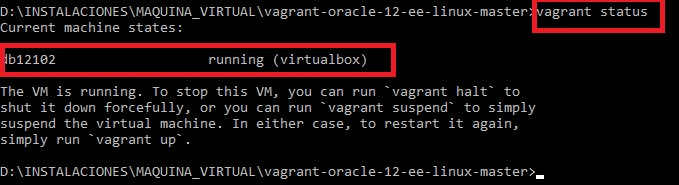 D:\INSTALACIONES\MAQUINA_VIRTUAL\vagrant-oracle-12-ee-linux-master>vagrant status
Current machine states:
db12102 running (virtualbox)
The VM is running. To stop this VM, you can run `vagrant halt` to
shut it down forcefully, or you can run `vagrant suspend` to simply
suspend the virtual machine. In either case, to restart it again,
simply run `vagrant up`.
D:\INSTALACIONES\MAQUINA_VIRTUAL\vagrant-oracle-12-ee-linux-master>